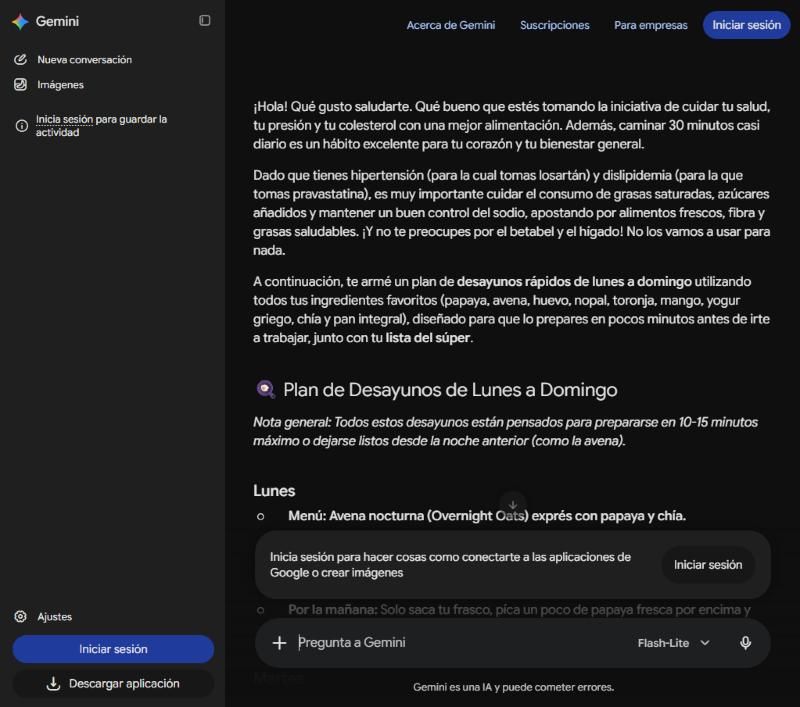 Gemini
Nueva conversación
Imágenes
Inicia sesión para guardar la
actividad
Ajustes
Iniciar sesión
Descargar aplicación
Acerca de Gemini
Suscripciones
Para empresas
Iniciar sesión
¡Hola! Qué gusto saludarte. Qué bueno que estés tomando la iniciativa de cuidar tu salud,
tu presión y tu colesterol con una mejor alimentación. Además, caminar 30 minutos casi
diario es un hábito excelente para tu corazón y tu bienestar general.
Dado que tienes hipertensión (para la cual tomas losartán) y dislipidemia (para la que
tomas pravastatina), es muy importante cuidar el consumo de grasas saturadas, azúcares
añadidos y mantener un buen control del sodio, apostando por alimentos frescos, fibra y
grasas saludables. ¡Y no te preocupes por el betabel y el hígado! No los vamos a usar para
nada.
A continuación, te armé un plan de desayunos rápidos de lunes a domingo utilizando
todos tus ingredientes favoritos (papaya, avena, huevo, nopal, toronja, mango, yogur
griego, chía y pan integral), diseñado para que lo prepares en pocos minutos antes de irte
a trabajar, junto con tu lista del súper.
Plan de Desayunos de Lunes a Domingo
Nota general: Todos estos desayunos están pensados para prepararse en 10-15 minutos
máximo o dejarse listos desde la noche anterior (como la avena).
Lunes
Menú: Avena nocturna (Overnight Oats) exprés con papaya y chía.
Inicia sesión para hacer cosas como conectarte a las aplicaciones de
Google o crear imágenes
Iniciar sesión
Por la mañana: Solo saca tu frasco, pica un poco de papaya fresca por encima y
Pregunta a Gemini
Flash-Lite
Martes
Gemini es una IA y puede cometer errores.